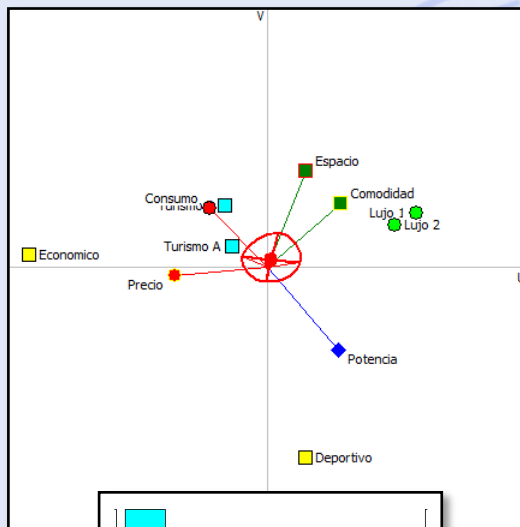 V
Espacio
Consumo
Comodidad
Lujo 1
Lujo 2
Turismo A
Economico
U
Precio
Potencia
Deportivo